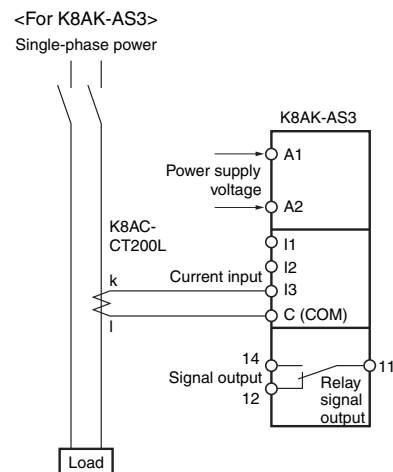 <For K8AK-AS3>
Single-phase power
K8AK-AS3
A1
Power supply
voltage
A2
K8AC-
CT200L
I1
I2
k
Current input
I3
C (COM)
l
14
11
Signal output
Relay
12
signal
output
Load